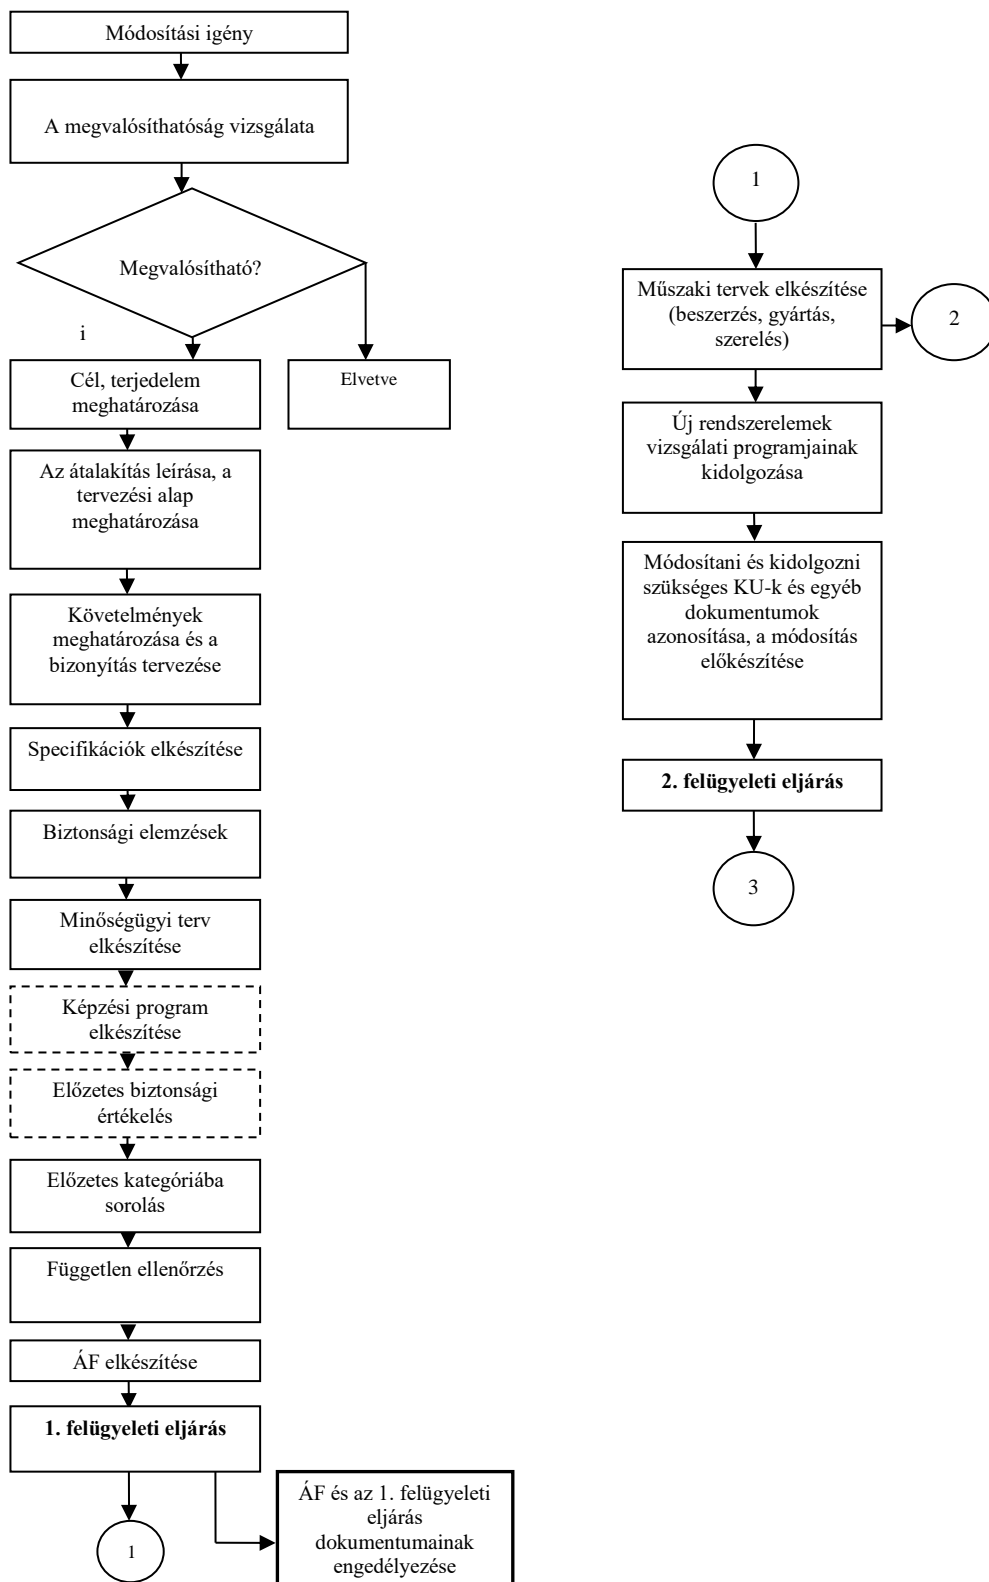 Módosítási igény
A megvalósíthatóság vizsgálata
Megvalósítható?
i
Cél, terjedelem
meghatározása
Elvetve
Az átalakítás leírása, a
tervezési alap
meghatározása
Követelmények
meghatározása és a
bizonyítás tervezése
Specifikációk elkészítése
Biztonsági elemzések
Minőségügyi terv
elkészítése
Képzési program
elkészítése
Előzetes biztonsági
értékelés
Előzetes kategóriába
sorolás
Független ellenőrzés
ÁF elkészítése
1. felügyeleti eljárás
1
ÁF és az 1. felügyeleti
eljárás
dokumentumainak
engedélyezése
1
Műszaki tervek elkészítése
(beszerzés, gyártás,
szerelés)
2
Új rendszerelemek
vizsgálati programjainak
kidolgozása
Módosítani és kidolgozni
szükséges KU-k és egyéb
dokumentumok
azonosítása, a módosítás
előkészítése
2. felügyeleti eljárás
3